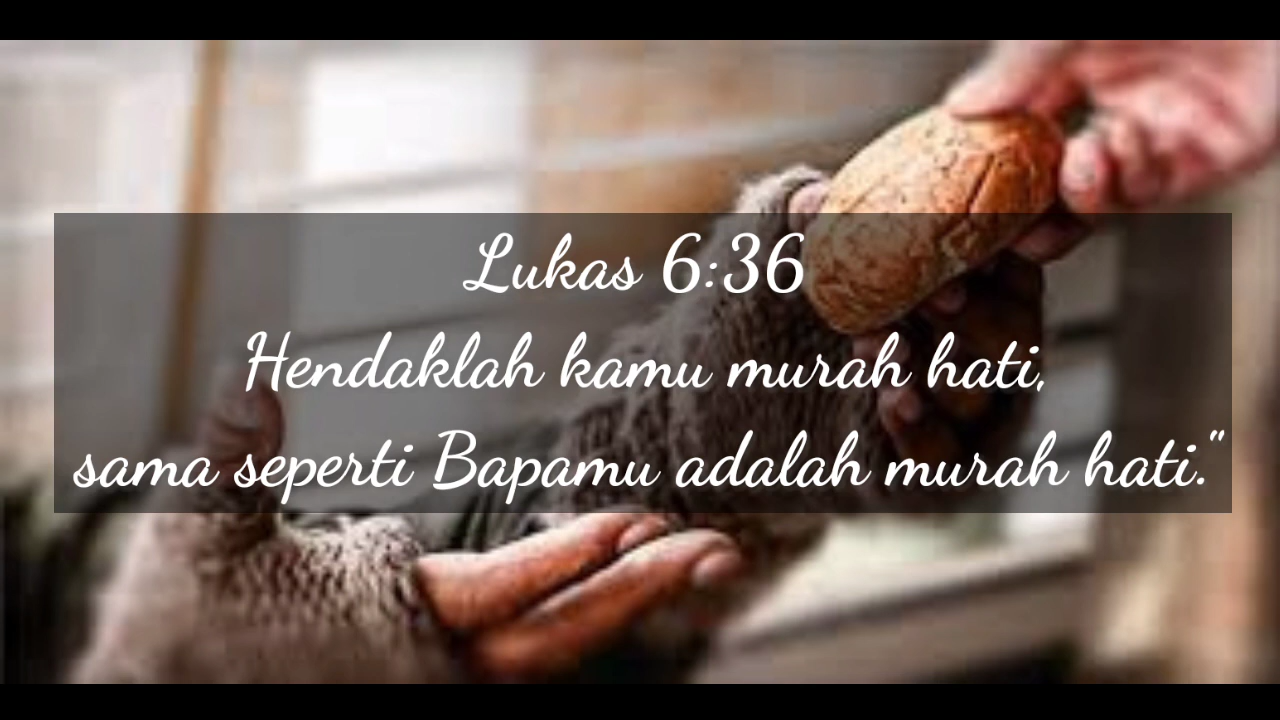 Lukas 6:36
Hendaklah kamu murah hati,
sama seperti Bapamu adalah murah hati."